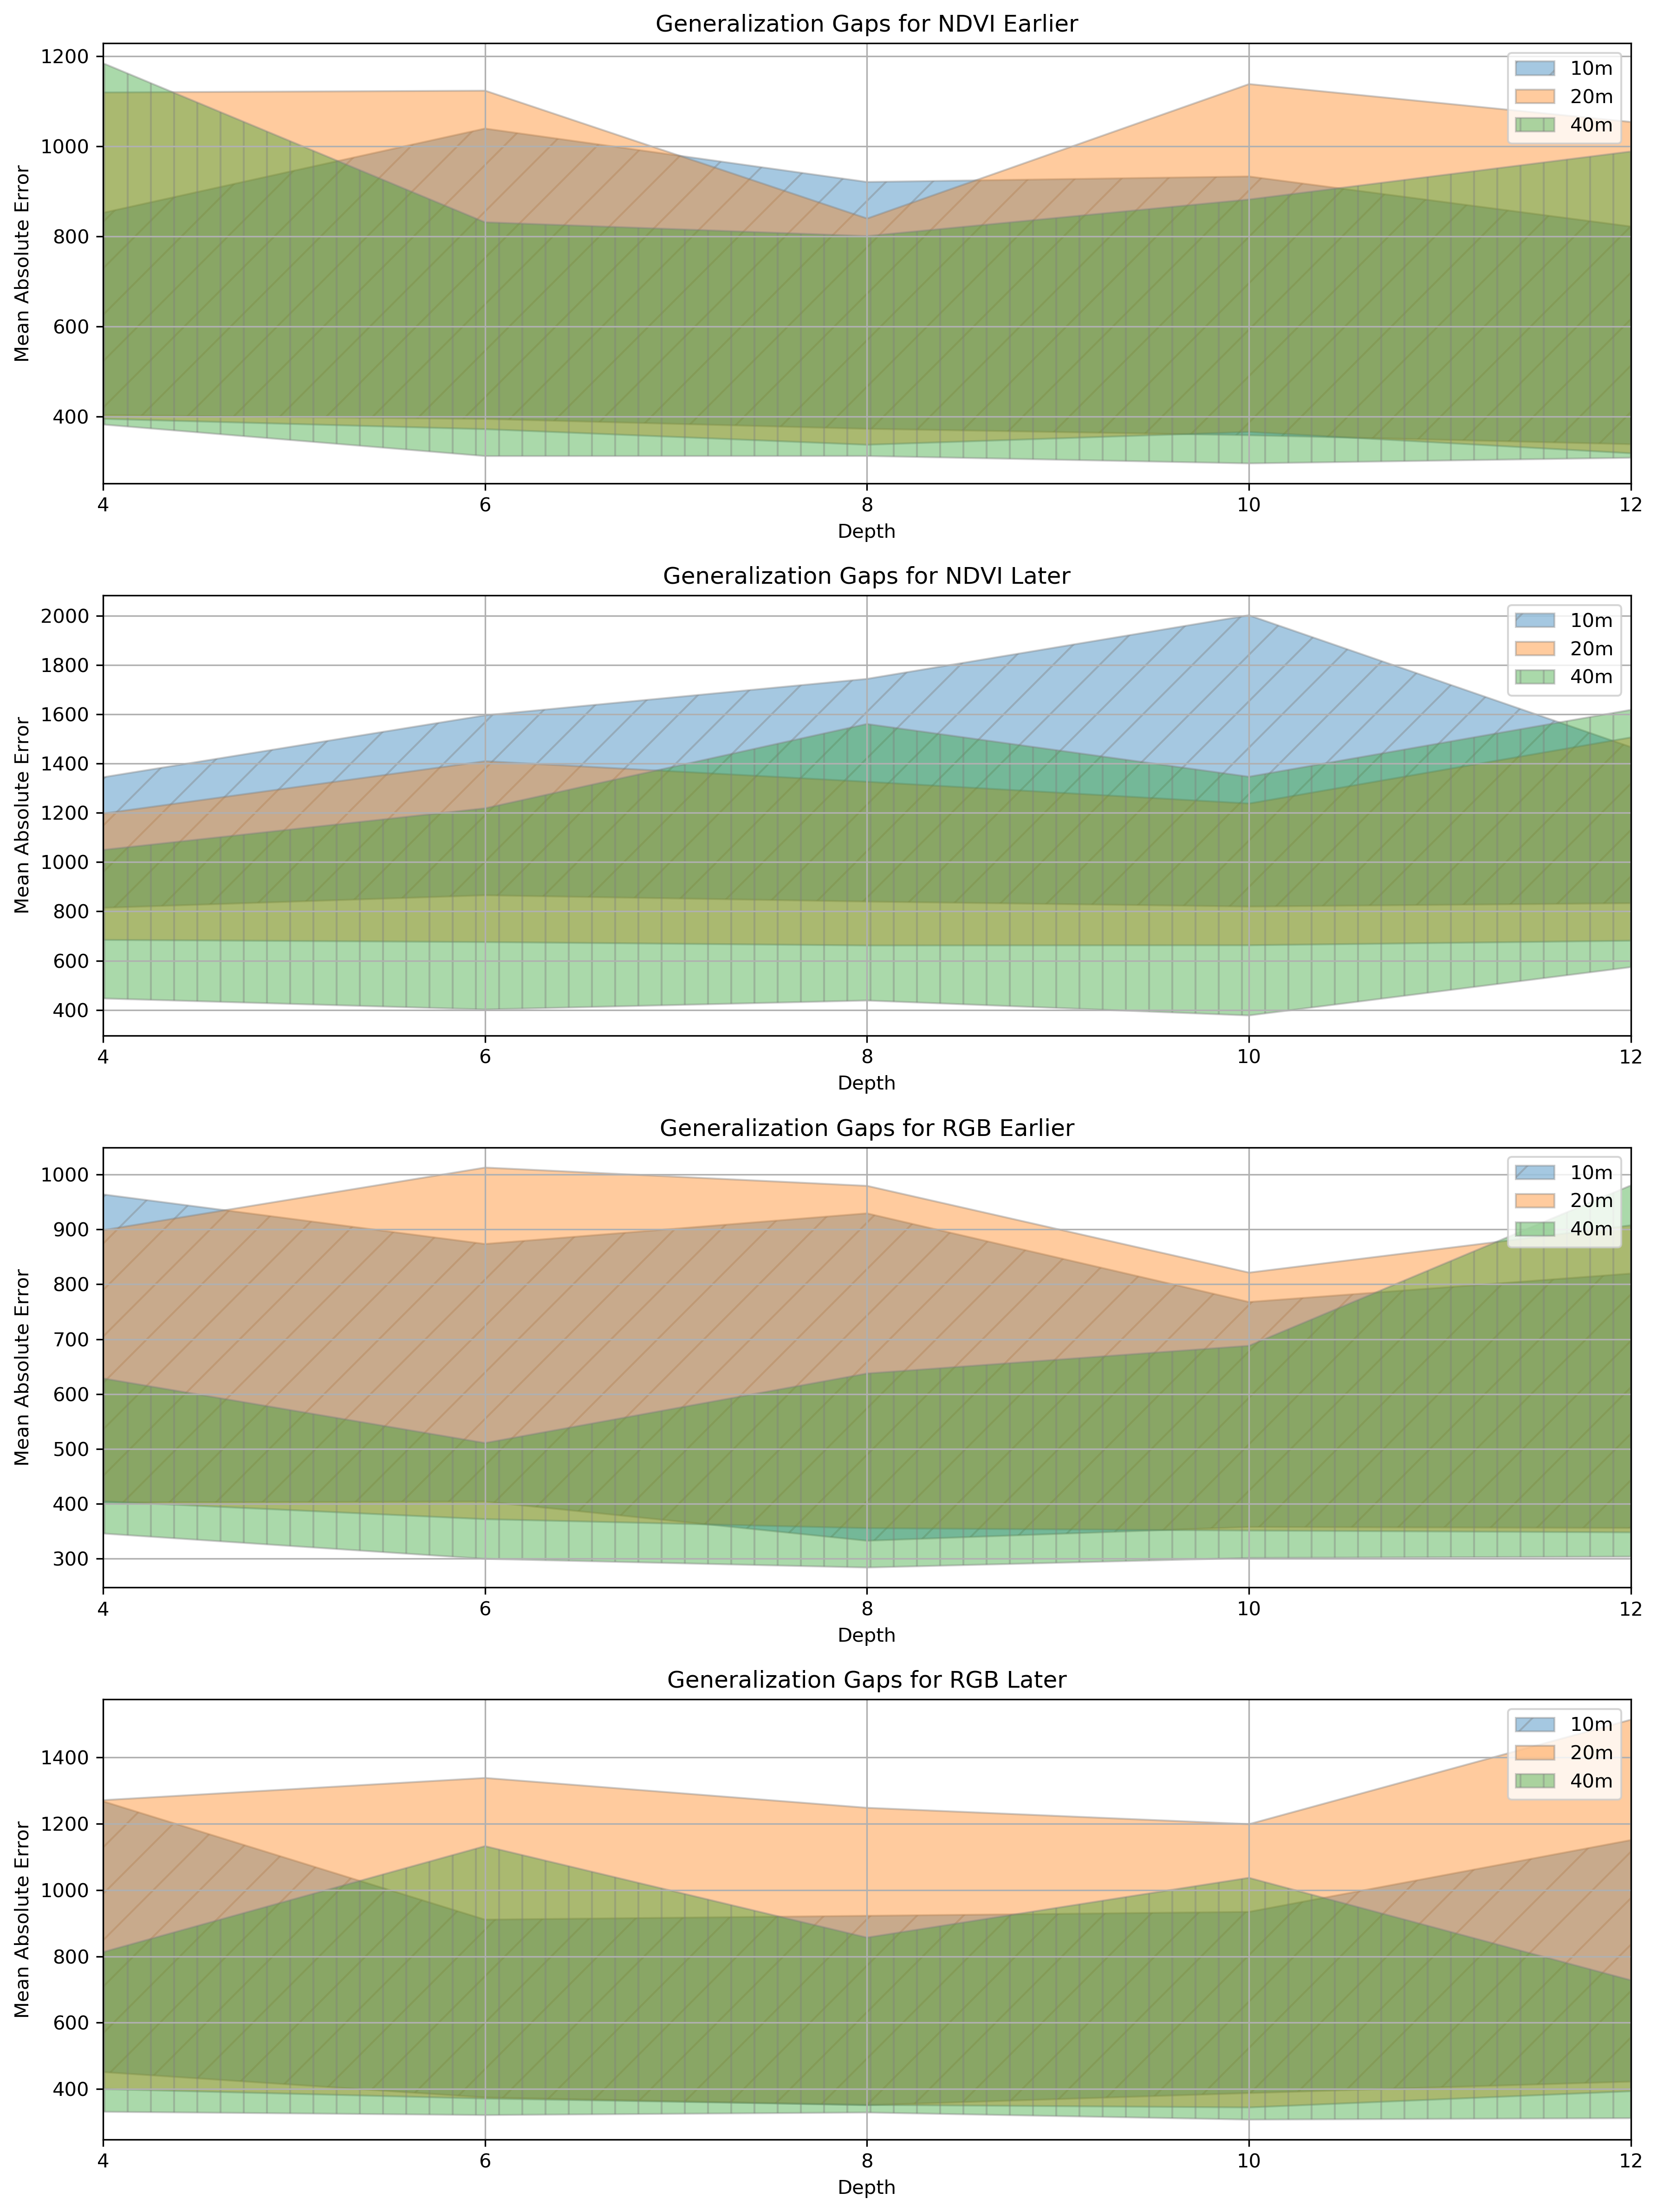 Generalization Gaps for NDVI Earlier
1200
1000
800
600
400
Mean Absolute Error
10m
20m
40m
4 6 8 10 12
Depth
Generalization Gaps for NDVI Later
2000
1800
1600
1400
1200
1000
800
600
400
Mean Absolute Error
10m
20m
40m
4 6 8 10 12
Depth
Generalization Gaps for RGB Earlier
1000
900
800
700
600
500
400
300
Mean Absolute Error
10m
20m
40m
4 6 8 10 12
Depth
Generalization Gaps for RGB Later
1400
1200
1000
800
600
400
Mean Absolute Error
10m
20m
40m
4 6 8 10 12
Depth